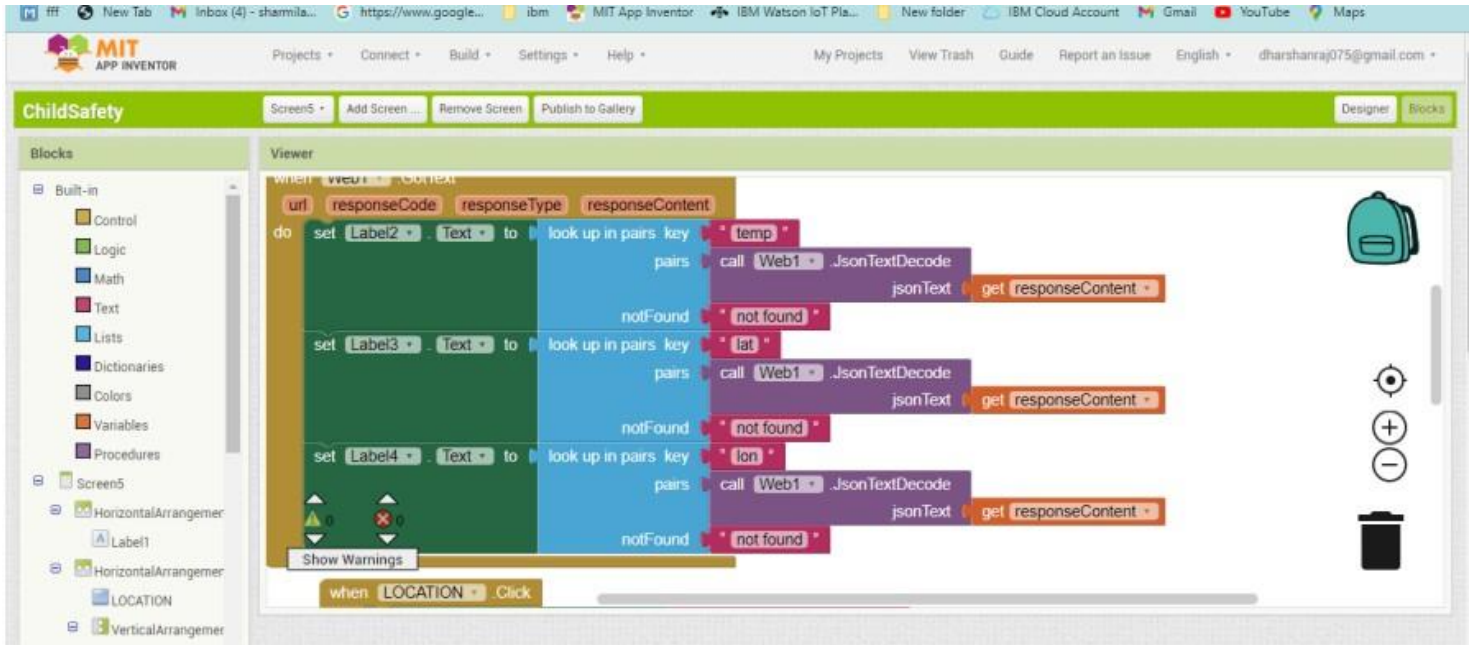 fff New Tab Inbox (4) - sharmila... https://www.google... ibm MIT App Inventor IBM Watson IoT Pla... New folder IBM Cloud Account Gmail YouTube Maps
MIT APP INVENTOR Projects Connect Build Settings Help My Projects View Trash Guide Report an Issue English dharshanraj075@gmail.com
ChildSafety Screen5 Add Screen ... Remove Screen Publish to Gallery Designer Blocks
Blocks Viewer
Built-in
Control
Logic
Math
Text
Lists
Dictionaries
Colors
Variables
Procedures
Screen5
HorizontalArrangemer
Label1
HorizontalArrangemer
LOCATION
VerticalArrangemer
when Web1 .GotText
url responseCode responseType responseContent
do set Label2 . Text to look up in pairs key " temp "
pairs call Web1 .JsonTextDecode
jsonText get responseContent
notFound " not found "
set Label3 . Text to look up in pairs key " lat "
pairs call Web1 .JsonTextDecode
jsonText get responseContent
notFound " not found "
set Label4 . Text to look up in pairs key " lon "
pairs call Web1 .JsonTextDecode
jsonText get responseContent
0 0 notFound " not found "
Show Warnings
when LOCATION .Click